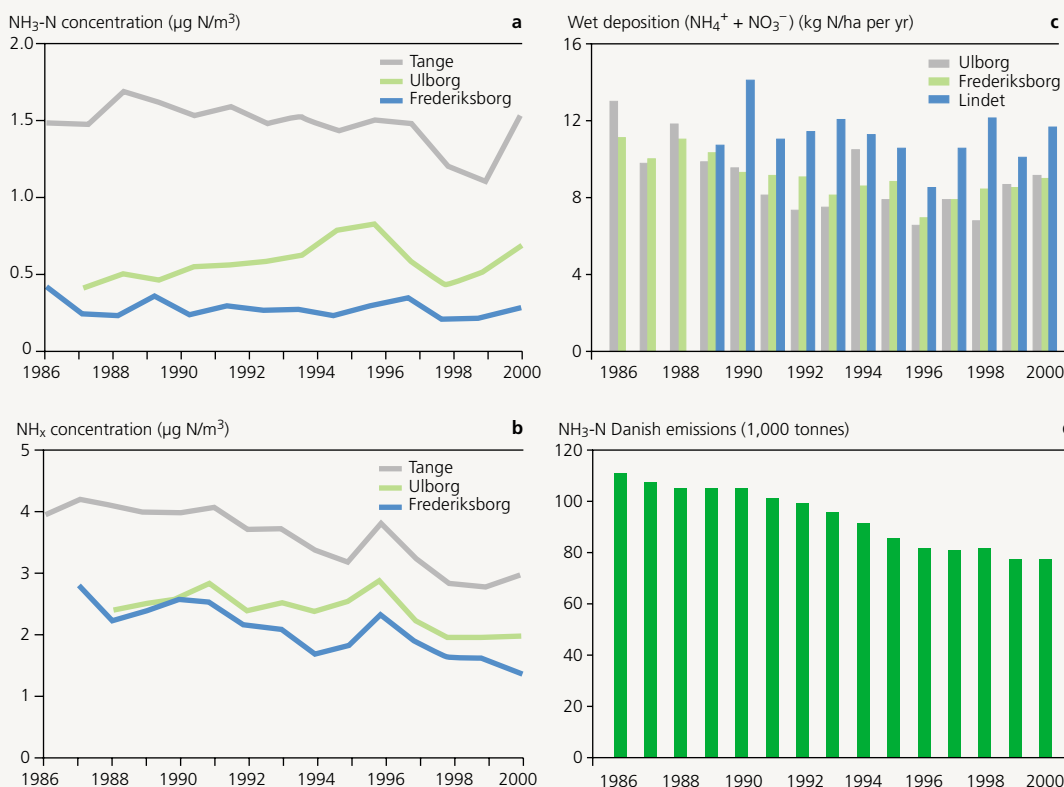 NH₃-N concentration (µg N/m³) a
2.0
1.5
1.0
0.5
0
Tange
Ulborg
Frederiksborg
1986 1988 1990 1992 1994 1996 1998 2000
Wet deposition (NH₄⁺ + NO₃⁻) (kg N/ha per yr) c
16
12
8
4
0
Ulborg
Frederiksborg
Lindet
1986 1988 1990 1992 1994 1996 1998 2000
NHₓ concentration (µg N/m³) b
5
4
3
2
1
0
Tange
Ulborg
Frederiksborg
1986 1988 1990 1992 1994 1996 1998 2000
NH₃-N Danish emissions (1,000 tonnes)
120
100
80
60
40
20
0
1986 1988 1990 1992 1994 1996 1998 2000